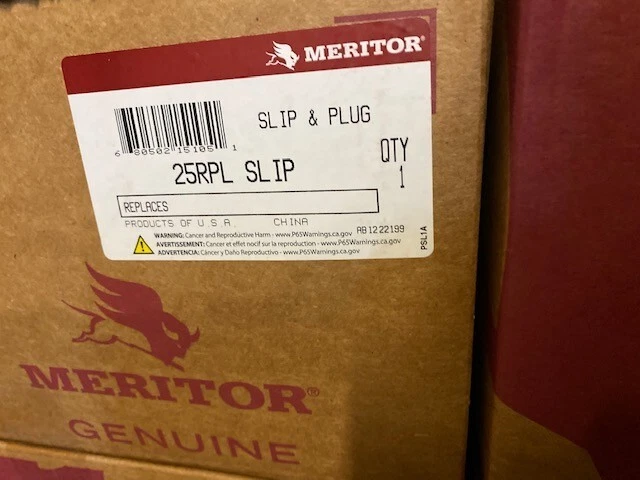 MERITOR®
SLIP & PLUG
6 80502 15105 1
25RPL SLIP
QTY
1
REPLACES
PRODUCTS OF U.S.A. CHINA
WARNING: Cancer and Reproductive Harm - www.P65Warnings.ca.gov AB1222199
AVERTISSEMENT: Cancer et effet nocif sur la reproduction - www.P65Warnings.ca.gov
ADVERTENCIA: Cáncer y Daño Reproductivo - www.P65Warnings.ca.gov
PSL1A
MERITOR®
GENUINE